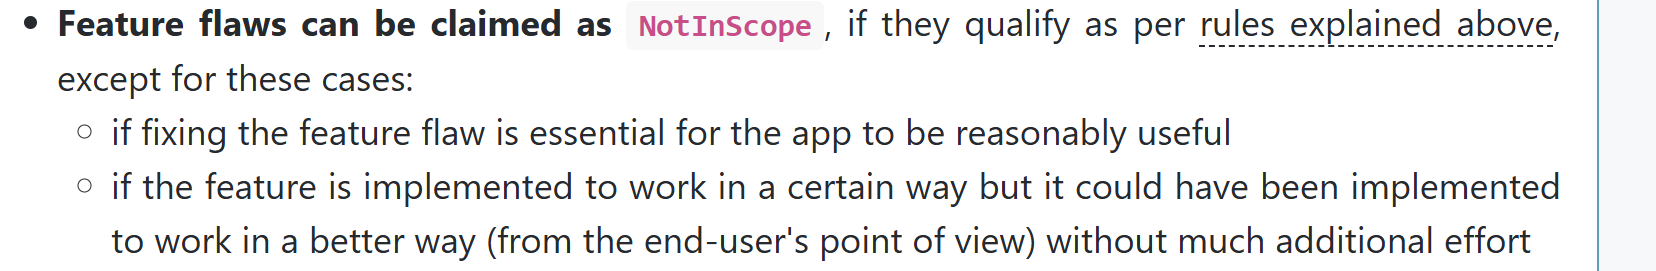 • Feature flaws can be claimed as NotInScope, if they qualify as per rules explained above,
except for these cases:
○ if fixing the feature flaw is essential for the app to be reasonably useful
○ if the feature is implemented to work in a certain way but it could have been implemented
to work in a better way (from the end-user's point of view) without much additional effort